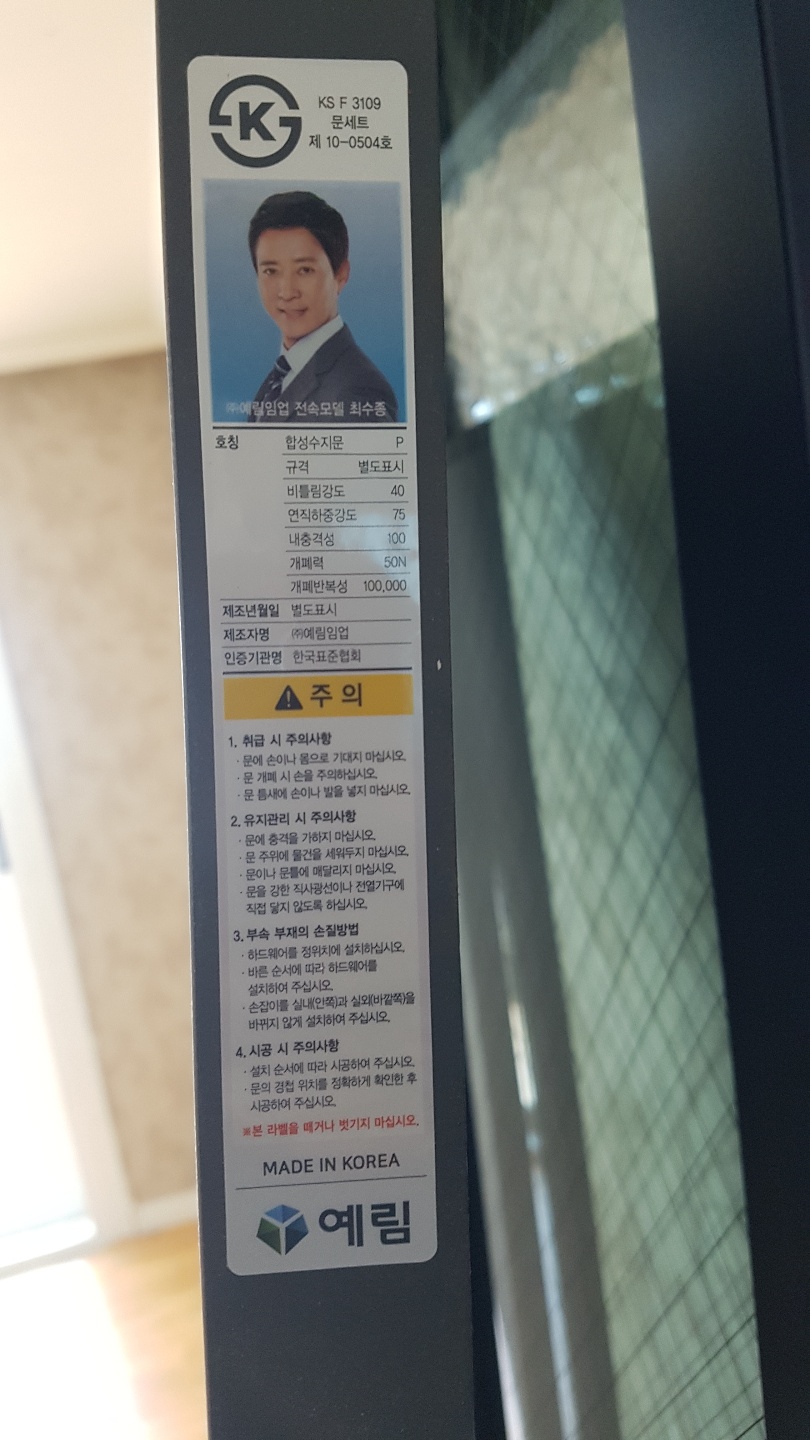 KS F 3109
문세트
제 10-0504호
K
㈜예림임업 전속모델 최수종
호칭 합성수지문 P
규격 별도표시
비틀림강도 40
연직하중강도 75
내충격성 100
개폐력 50N
개폐반복성 100,000
제조년월일 별도표시
제조자명 ㈜예림임업
인증기관명 한국표준협회
주 의
1. 취급 시 주의사항
· 문에 손이나 몸으로 기대지 마십시오.
· 문 개폐 시 손을 주의하십시오.
· 문 틈새에 손이나 발을 넣지 마십시오.
2. 유지관리 시 주의사항
· 문에 충격을 가하지 마십시오.
· 문 주위에 물건을 세워두지 마십시오.
· 문이나 문틀에 매달리지 마십시오.
· 문을 강한 직사광선이나 전열기구에
직접 닿지 않도록 하십시오.
3. 부속 부재의 손질방법
· 하드웨어를 정위치에 설치하십시오.
· 바른 순서에 따라 하드웨어를
설치하여 주십시오.
· 손잡이를 실내(안쪽)과 실외(바깥쪽)을
바뀌지 않게 설치하여 주십시오.
4. 시공 시 주의사항
· 설치 순서에 따라 시공하여 주십시오.
· 문의 경첩 위치를 정확하게 확인한 후
시공하여 주십시오.
※본 라벨을 떼거나 벗기지 마십시오.
MADE IN KOREA
예림